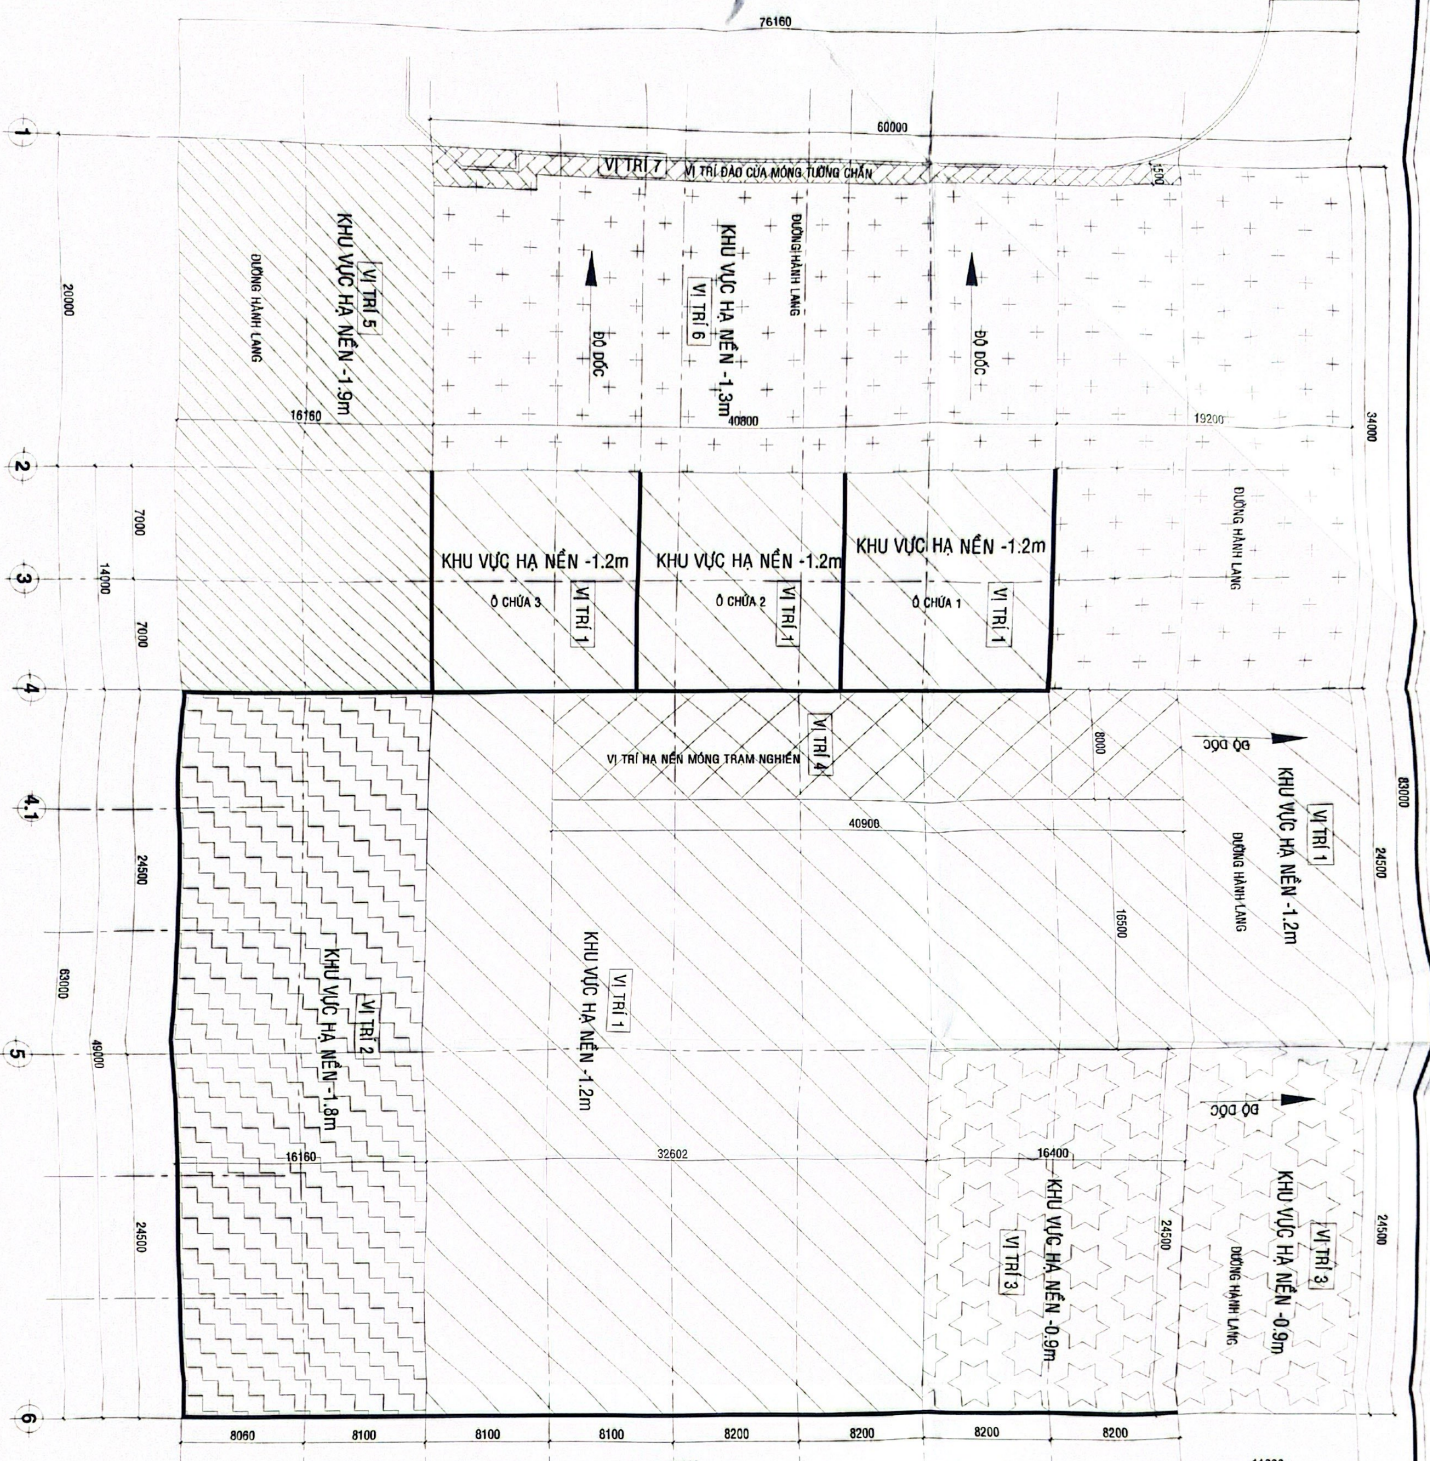 76160
60000
1
VỊ TRÍ 7
VỊ TRÍ ĐÀO CỦA MÓNG TƯỜNG CHẮN
1500
20000
ĐƯỜNG HÀNH LANG
KHU VỰC HẠ NỀN -1.9m
VỊ TRÍ 5
ĐỘ DỐC
VỊ TRÍ 6
KHU VỰC HẠ NỀN -1,3m
ĐƯỜNG HÀNH LANG
ĐỘ DỐC
34000
16160
40800
19200
2
7000
14000
3
7000
KHU VỰC HẠ NỀN -1.2m
Ô CHỨA 3
VỊ TRÍ 1
KHU VỰC HẠ NỀN -1.2m
Ô CHỨA 2
VỊ TRÍ 1
KHU VỰC HẠ NỀN -1.2m
Ô CHỨA 1
VỊ TRÍ 1
ĐƯỜNG HÀNH LANG
4
VỊ TRÍ HẠ NỀN MÓNG TRẠM NGHIỀN
VỊ TRÍ 4
8000
ĐỘ DỐC
4.1
40900
83000
24500
24500
KHU VỰC HẠ NỀN -1.2m
VỊ TRÍ 1
ĐƯỜNG HÀNH LANG
16500
63000
49000
5
KHU VỰC HẠ NỀN -1.8m
VỊ TRÍ 2
KHU VỰC HẠ NỀN -1.2m
VỊ TRÍ 1
ĐỘ DỐC
16160
32602
16400
24500
24500
24500
VỊ TRÍ 3
KHU VỰC HẠ NỀN -0.9m
ĐƯỜNG HÀNH LANG
KHU VỰC HẠ NỀN -0.9m
VỊ TRÍ 3
6
8060
8100
8100
8100
8200
8200
8200
8200